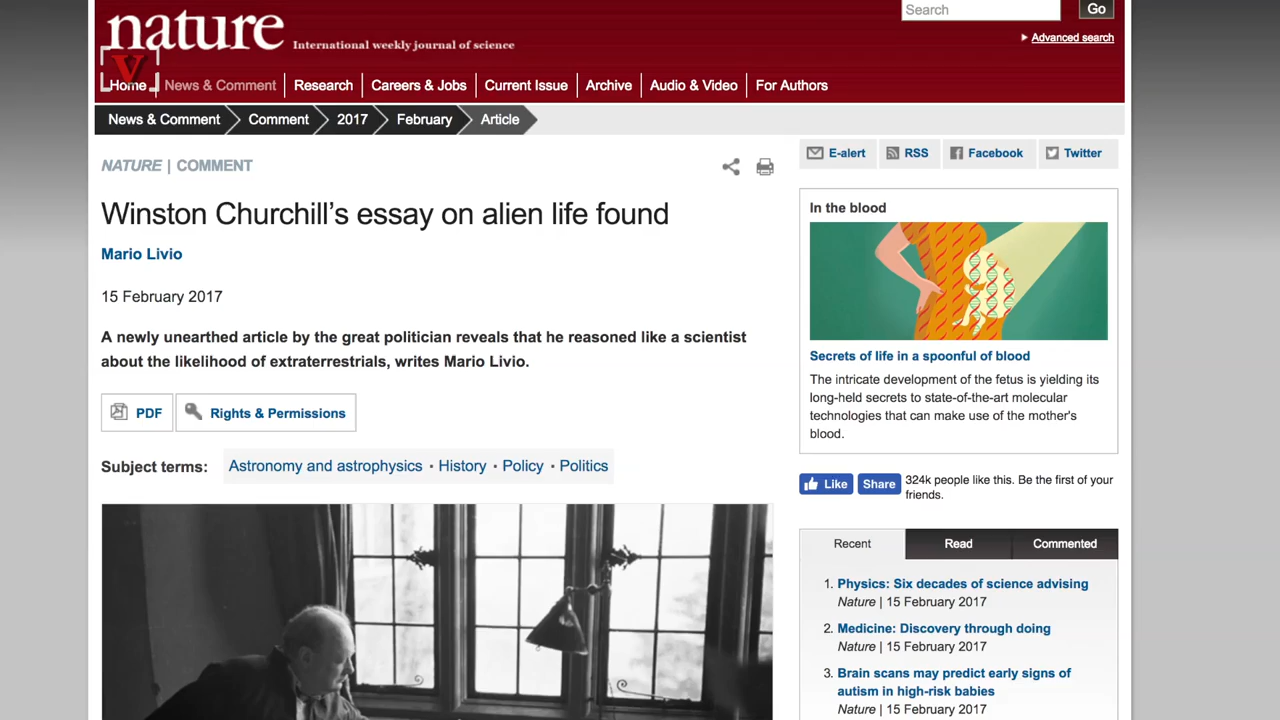 nature
International weekly journal of science
Search
Go
Advanced search
V
Home
News & Comment
Research
Careers & Jobs
Current Issue
Archive
Audio & Video
For Authors
News & Comment
Comment
2017
February
Article
NATURE | COMMENT
Winston Churchill’s essay on alien life found
Mario Livio
15 February 2017
A newly unearthed article by the great politician reveals that he reasoned like a scientist
about the likelihood of extraterrestrials, writes Mario Livio.
PDF
Rights & Permissions
Subject terms:
Astronomy and astrophysics · History · Policy · Politics
E-alert
RSS
Facebook
Twitter
In the blood
Secrets of life in a spoonful of blood
The intricate development of the fetus is yielding its
long-held secrets to state-of-the-art molecular
technologies that can make use of the mother's
blood.
Like
Share
324k people like this. Be the first of your
friends.
Recent
Read
Commented
1. Physics: Six decades of science advising
Nature | 15 February 2017
2. Medicine: Discovery through doing
Nature | 15 February 2017
3. Brain scans may predict early signs of
autism in high-risk babies
Nature | 15 February 2017